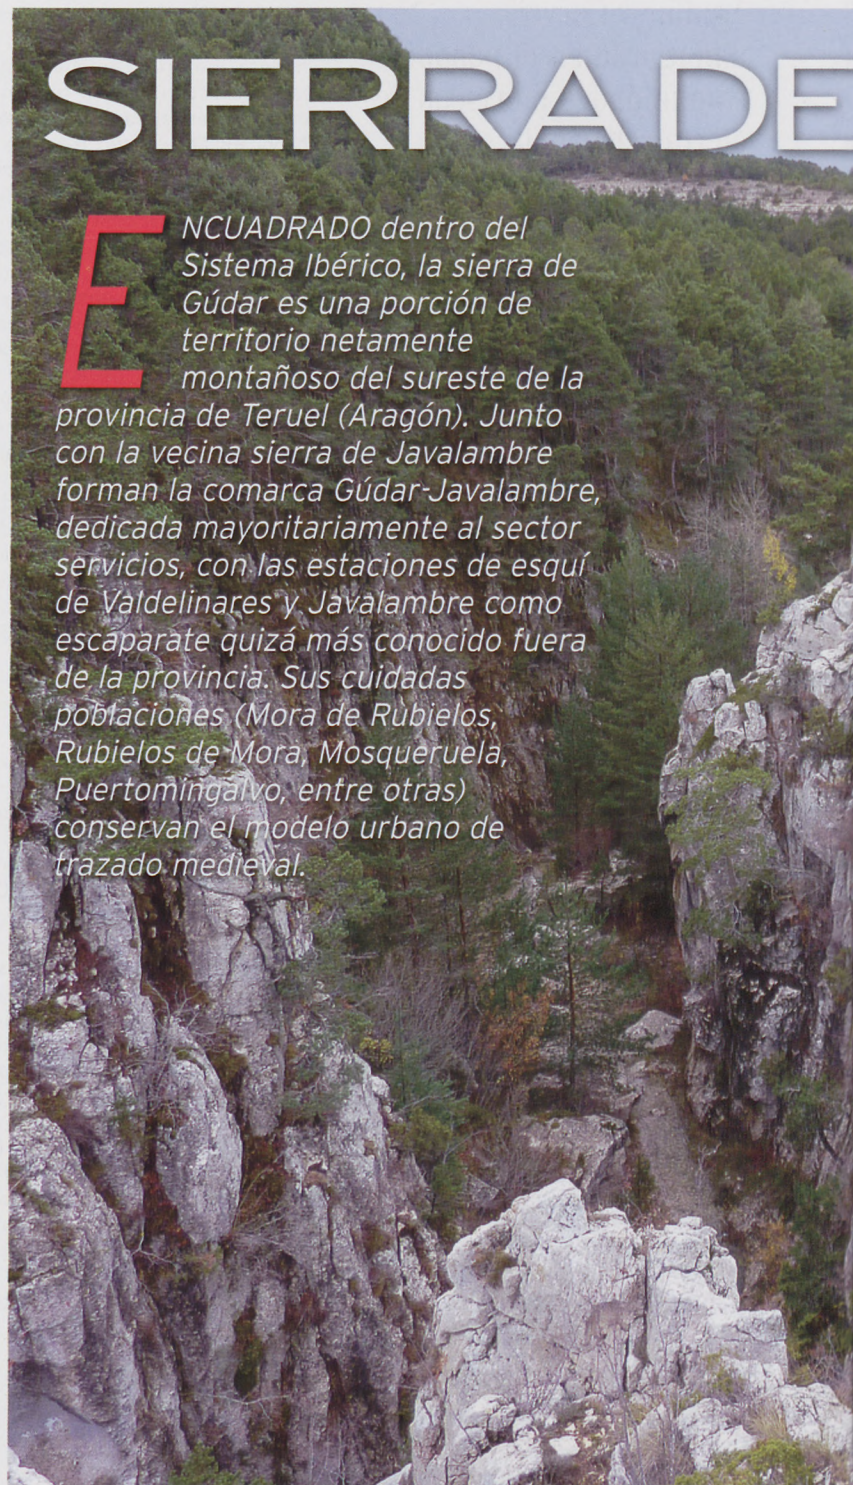 SIERRA DE
ENCUADRADO dentro del
Sistema Ibérico, la sierra de
Gúdar es una porción de
territorio netamente
montañoso del sureste de la
provincia de Teruel (Aragón). Junto
con la vecina sierra de Javalambre
forman la comarca Gúdar-Javalambre,
dedicada mayoritariamente al sector
servicios, con las estaciones de esquí
de Valdelinares y Javalambre como
escaparate quizá más conocido fuera
de la provincia. Sus cuidadas
poblaciones (Mora de Rubielos,
Rubielos de Mora, Mosqueruela,
Puertomingalvo, entre otras)
conservan el modelo urbano de
trazado medieval.